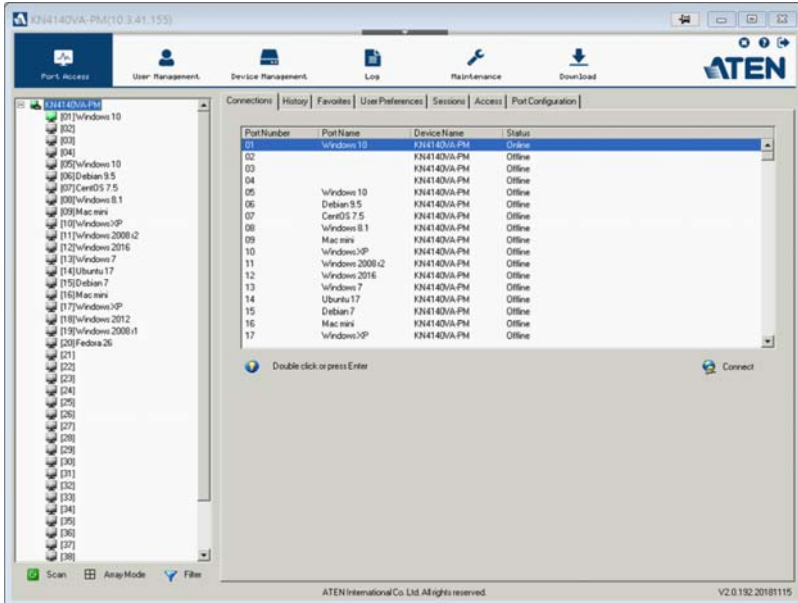 KN4140VA-PM(10.3.41.155)
Port Access User Management Device Management Log Maintenance Download
ATEN
KN4140VA-PM
[01]Windows 10
[02]
[03]
[04]
[05]Windows 10
[06]Debian 9.5
[07]CentOS 7.5
[08]Windows 8.1
[09]Mac mini
[10]Windows XP
[11]Windows 2008 r2
[12]Windows 2016
[13]Windows 7
[14]Ubuntu 17
[15]Debian 7
[16]Mac mini
[17]Windows XP
[18]Windows 2012
[19]Windows 2008 r1
[20]Fedora 26
[21]
[22]
[23]
[24]
[25]
[26]
[27]
[28]
[29]
[30]
[31]
[32]
[33]
[34]
[35]
[36]
[37]
[38]
Scan Array Mode Filter
Connections History Favorites User Preferences Sessions Access Port Configuration
Port Number Port Name Device Name Status
01 Windows 10 KN4140VA-PM Online
02 KN4140VA-PM Offline
03 KN4140VA-PM Offline
04 KN4140VA-PM Offline
05 Windows 10 KN4140VA-PM Offline
06 Debian 9.5 KN4140VA-PM Offline
07 CentOS 7.5 KN4140VA-PM Offline
08 Windows 8.1 KN4140VA-PM Offline
09 Mac mini KN4140VA-PM Offline
10 Windows XP KN4140VA-PM Offline
11 Windows 2008 r2 KN4140VA-PM Offline
12 Windows 2016 KN4140VA-PM Offline
13 Windows 7 KN4140VA-PM Offline
14 Ubuntu 17 KN4140VA-PM Offline
15 Debian 7 KN4140VA-PM Offline
16 Mac mini KN4140VA-PM Offline
17 Windows XP KN4140VA-PM Offline
Double click or press Enter
Connect
ATEN International Co. Ltd. All rights reserved.
V2.0.192.20181115